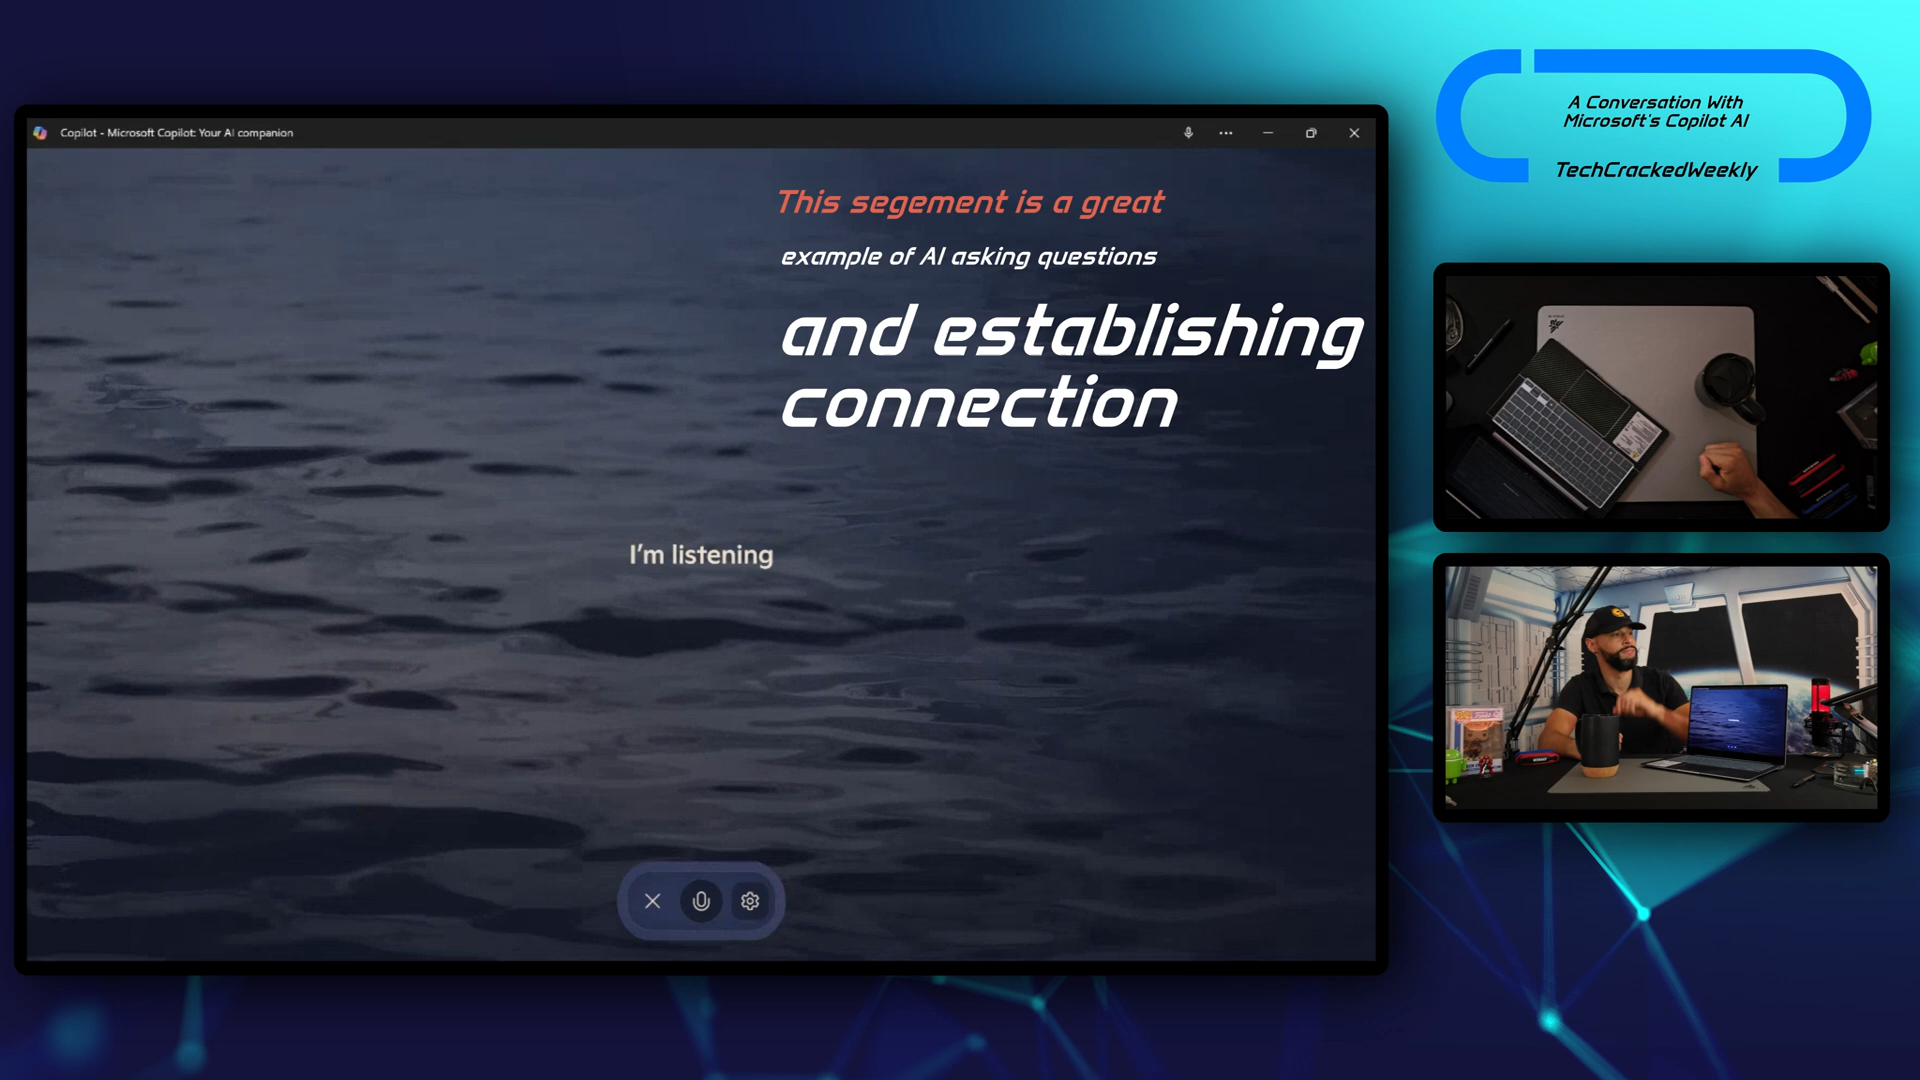 Copilot - Microsoft Copilot: Your AI companion
This segement is a great
example of AI asking questions
and establishing
connection
I'm listening
A Conversation With
Microsoft's Copilot AI
TechCrackedWeekly